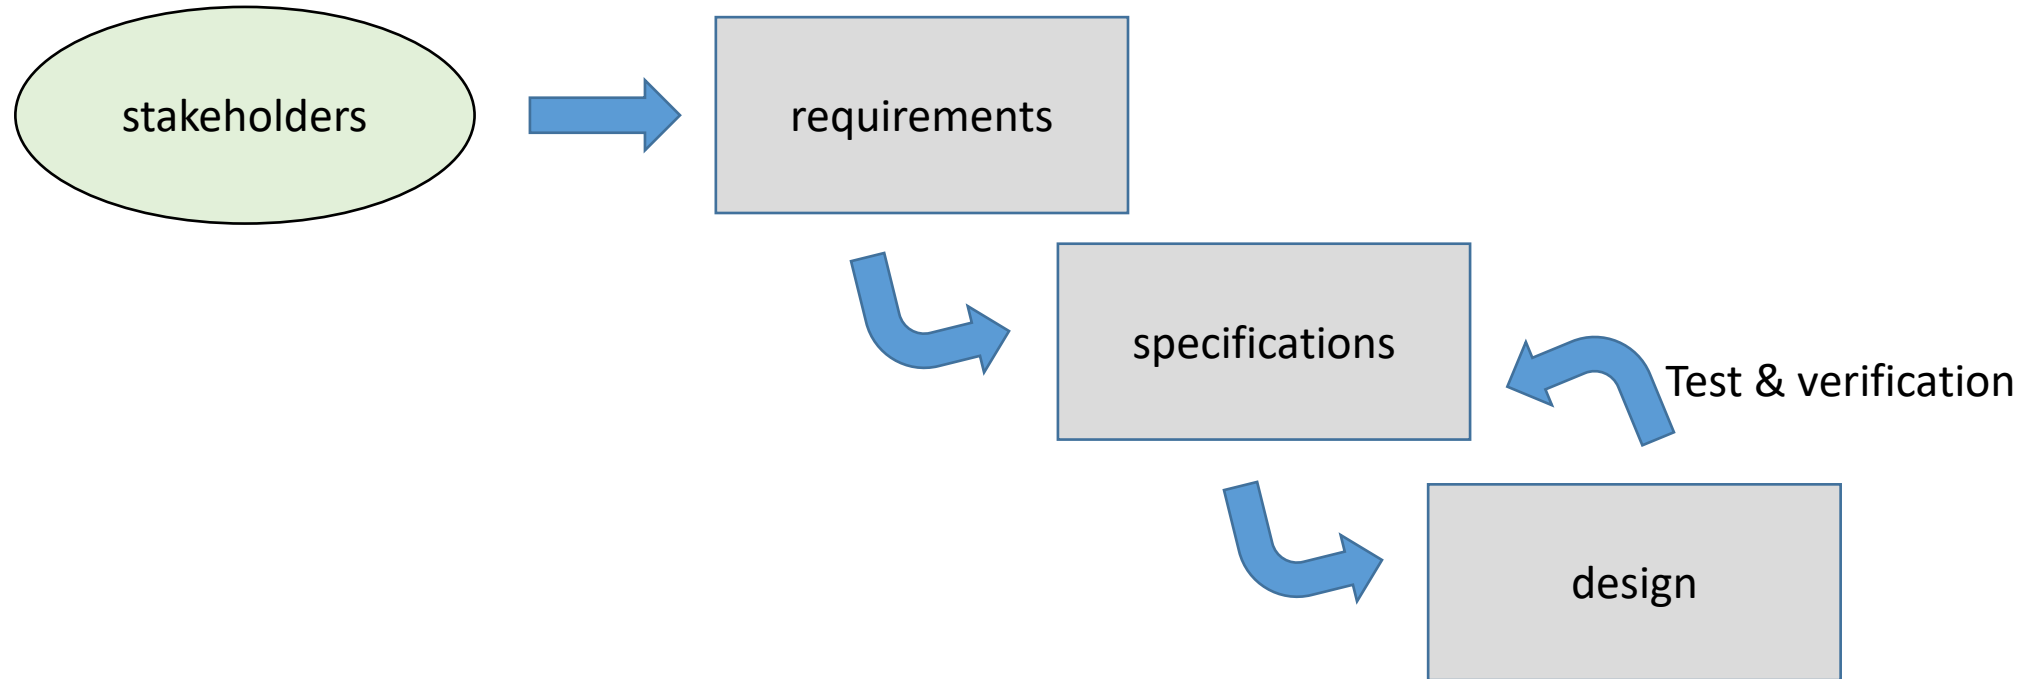 stakeholders
requirements
specifications
Test & verification
design